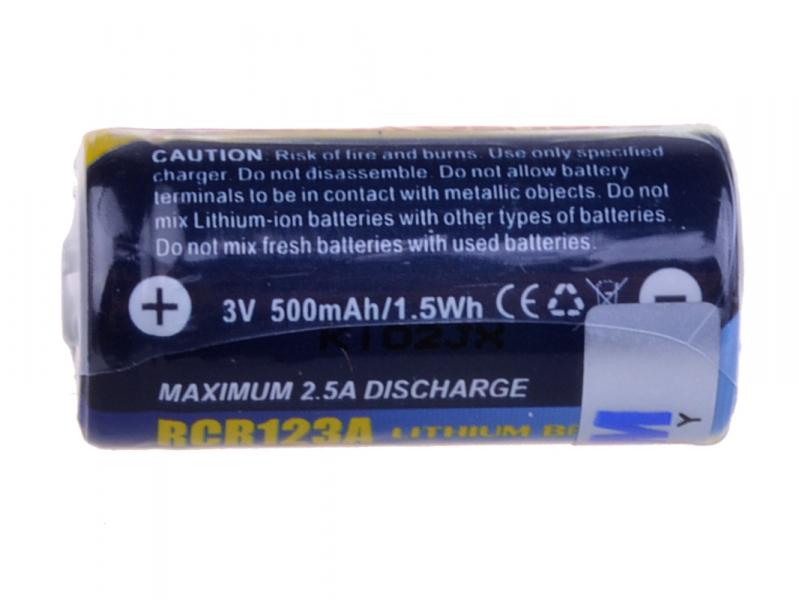 CAUTION: Risk of fire and burns. Use only specified
charger. Do not disassemble. Do not allow battery
terminals to be in contact with metallic objects. Do not
mix Lithium-ion batteries with other types of batteries.
Do not mix fresh batteries with used batteries.
+ 3V 500mAh/1.5Wh CE −
MAXIMUM 2.5A DISCHARGE
RCR123A LITHIUM
Y